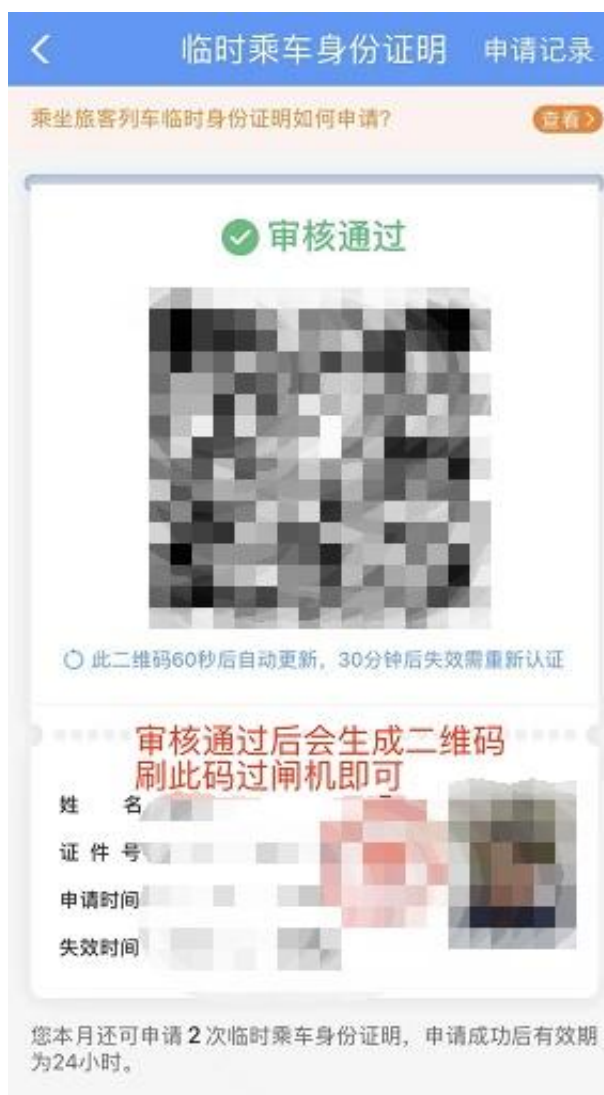 临时乘车身份证明 申请记录
乘坐旅客列车临时身份证明如何申请? 查看
审核通过
此二维码60秒后自动更新，30分钟后失效需重新认证
审核通过后会生成二维码
刷此码过闸机即可
姓 名
证 件 号
申请时间
失效时间
您本月还可申请 2 次临时乘车身份证明，申请成功后有效期
为24小时。